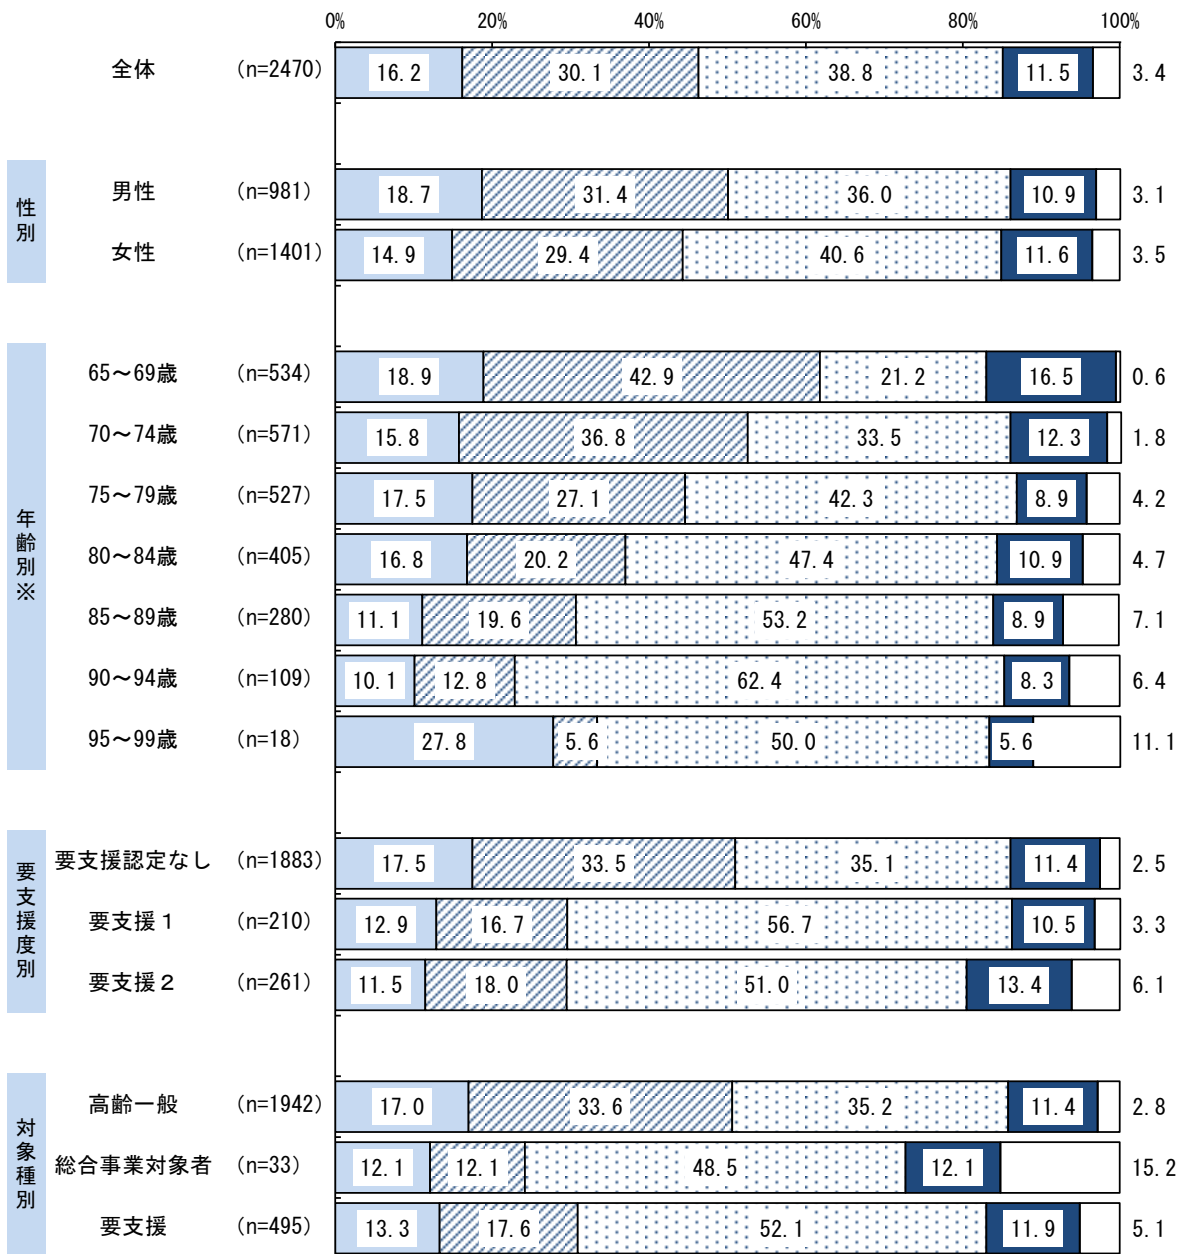 0% 20% 40% 60% 80% 100%
全体 (n=2470) 16.2 30.1 38.8 11.5 3.4
性別
男性 (n=981) 18.7 31.4 36.0 10.9 3.1
女性 (n=1401) 14.9 29.4 40.6 11.6 3.5
年齢別※
65～69歳 (n=534) 18.9 42.9 21.2 16.5 0.6
70～74歳 (n=571) 15.8 36.8 33.5 12.3 1.8
75～79歳 (n=527) 17.5 27.1 42.3 8.9 4.2
80～84歳 (n=405) 16.8 20.2 47.4 10.9 4.7
85～89歳 (n=280) 11.1 19.6 53.2 8.9 7.1
90～94歳 (n=109) 10.1 12.8 62.4 8.3 6.4
95～99歳 (n=18) 27.8 5.6 50.0 5.6 11.1
要支援度別
要支援認定なし (n=1883) 17.5 33.5 35.1 11.4 2.5
要支援１ (n=210) 12.9 16.7 56.7 10.5 3.3
要支援２ (n=261) 11.5 18.0 51.0 13.4 6.1
対象種別
高齢一般 (n=1942) 17.0 33.6 35.2 11.4 2.8
総合事業対象者 (n=33) 12.1 12.1 48.5 12.1 15.2
要支援 (n=495) 13.3 17.6 52.1 11.9 5.1